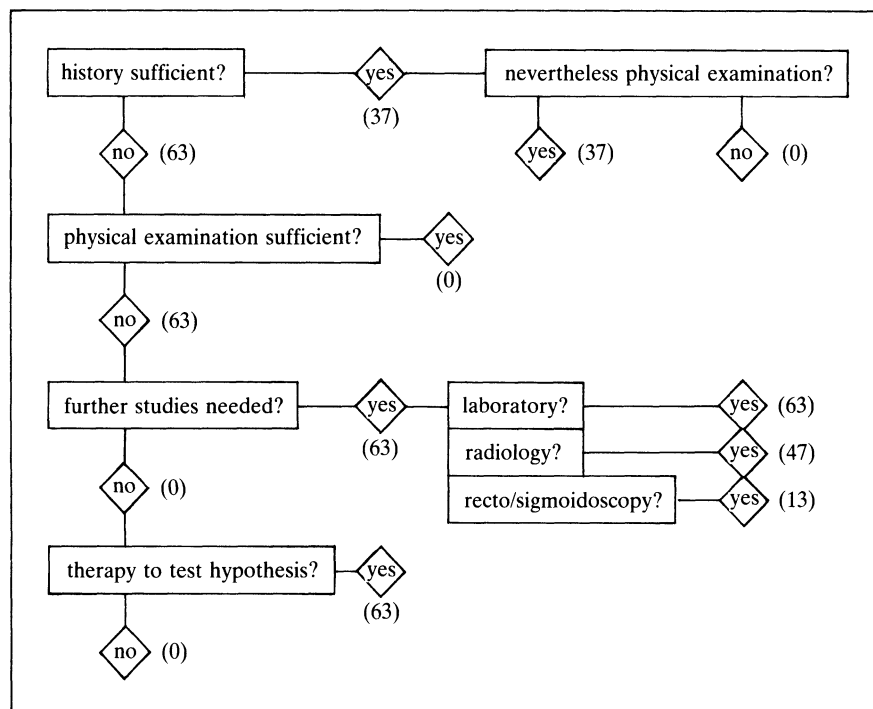 history sufficient?
yes
nevertheless physical examination?
(37)
no
(63)
yes
(37)
no
(0)
physical examination sufficient?
yes
(0)
no
(63)
further studies needed?
yes
laboratory?
yes
(63)
(63)
radiology?
yes
(47)
no
(0)
recto/sigmoidoscopy?
yes
(13)
therapy to test hypothesis?
yes
(63)
no
(0)